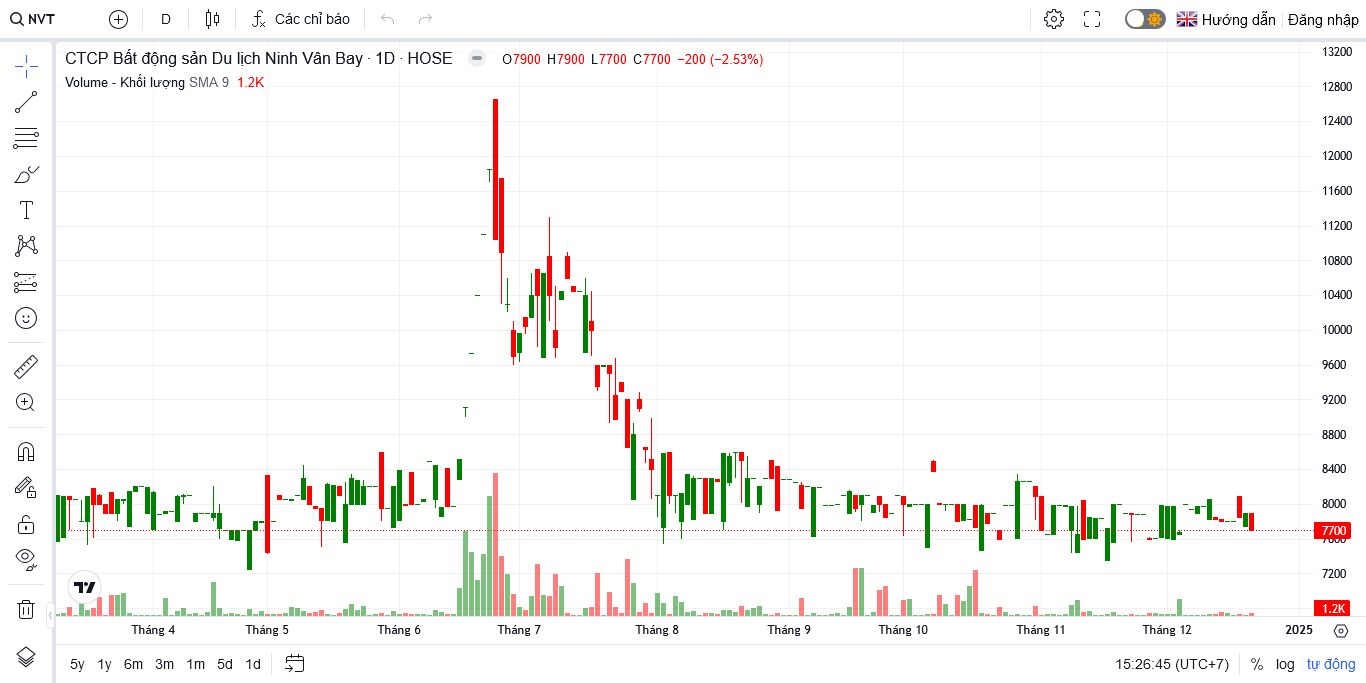 NVT D Các chỉ báo Hướng dẫn Đăng nhập
CTCP Bất động sản Du lịch Ninh Vân Bay · 1D · HOSE O7900 H7900 L7700 C7700 −200 (−2.53%)
Volume - Khối lượng SMA 9 1.2K
13200
12800
12400
12000
11600
11200
10800
10400
10000
9600
9200
8800
8400
8000
7700
7600
7200
1.2K
Tháng 4 Tháng 5 Tháng 6 Tháng 7 Tháng 8 Tháng 9 Tháng 10 Tháng 11 Tháng 12 2025
5y 1y 6m 3m 1m 5d 1d 15:26:45 (UTC+7) % log tự động